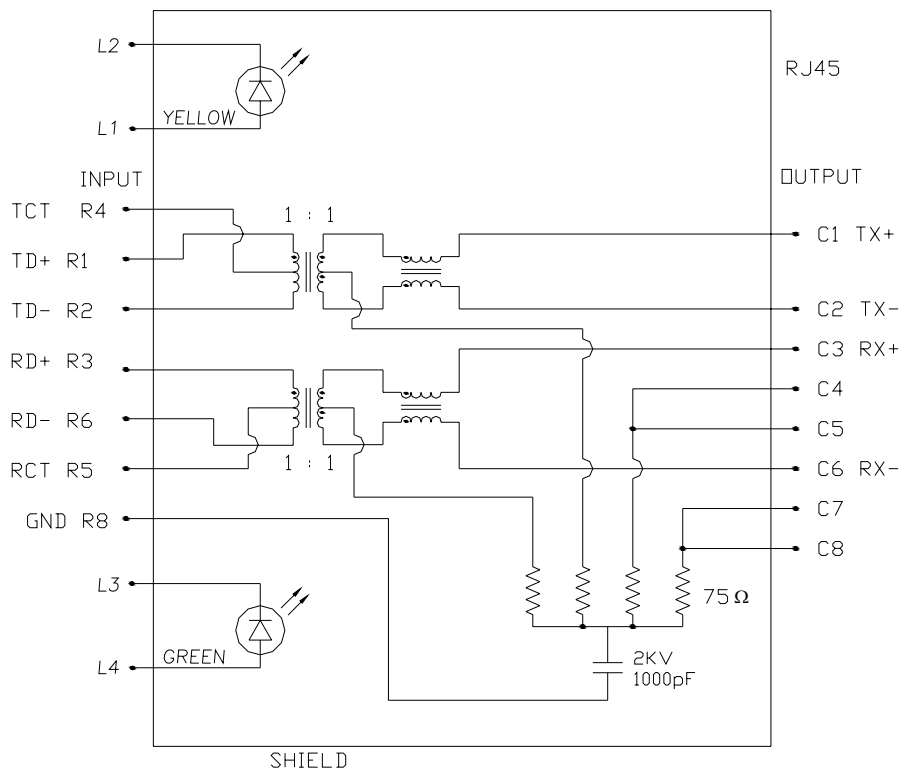 L2
RJ45
YELLOW
L1
INPUT
OUTPUT
TCT R4
1 : 1
C1 TX+
TD+ R1
TD- R2
C2 TX-
RD+ R3
C3 RX+
C4
RD- R6
C5
1 : 1
RCT R5
C6 RX-
C7
GND R8
C8
L3
75Ω
GREEN
L4
2KV
1000pF
SHIELD